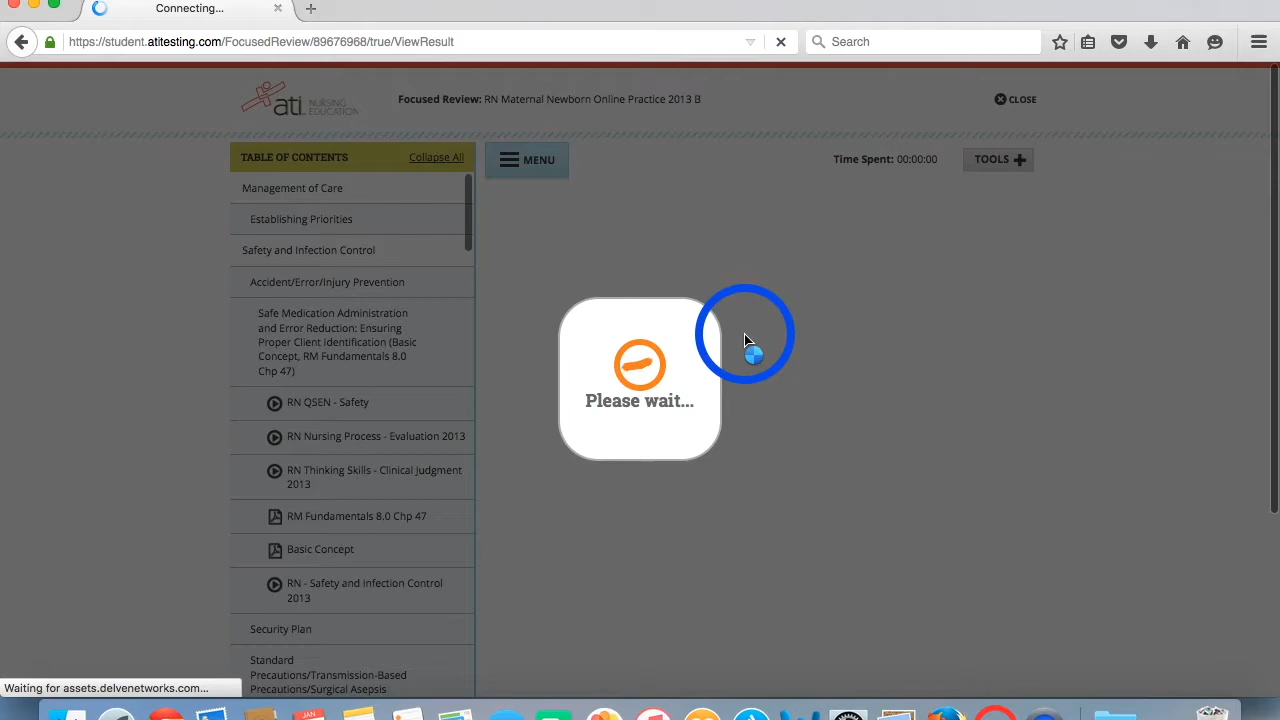 Connecting...
https://student.atitesting.com/FocusedReview/89676968/true/ViewResult
Search
ati NURSING
EDUCATION
Focused Review: RN Maternal Newborn Online Practice 2013 B
CLOSE
TABLE OF CONTENTS
Collapse All
MENU
Time Spent: 00:00:00
TOOLS
Management of Care
Establishing Priorities
Safety and Infection Control
Accident/Error/Injury Prevention
Safe Medication Administration
and Error Reduction: Ensuring
Proper Client Identification (Basic
Concept, RM Fundamentals 8.0
Chp 47)
RN QSEN - Safety
RN Nursing Process - Evaluation 2013
RN Thinking Skills - Clinical Judgment
2013
RM Fundamentals 8.0 Chp 47
Basic Concept
RN - Safety and Infection Control
2013
Security Plan
Standard
Precautions/Transmission-Based
Precautions/Surgical Asepsis
Please wait...
Waiting for assets.delvenetworks.com...
JAN